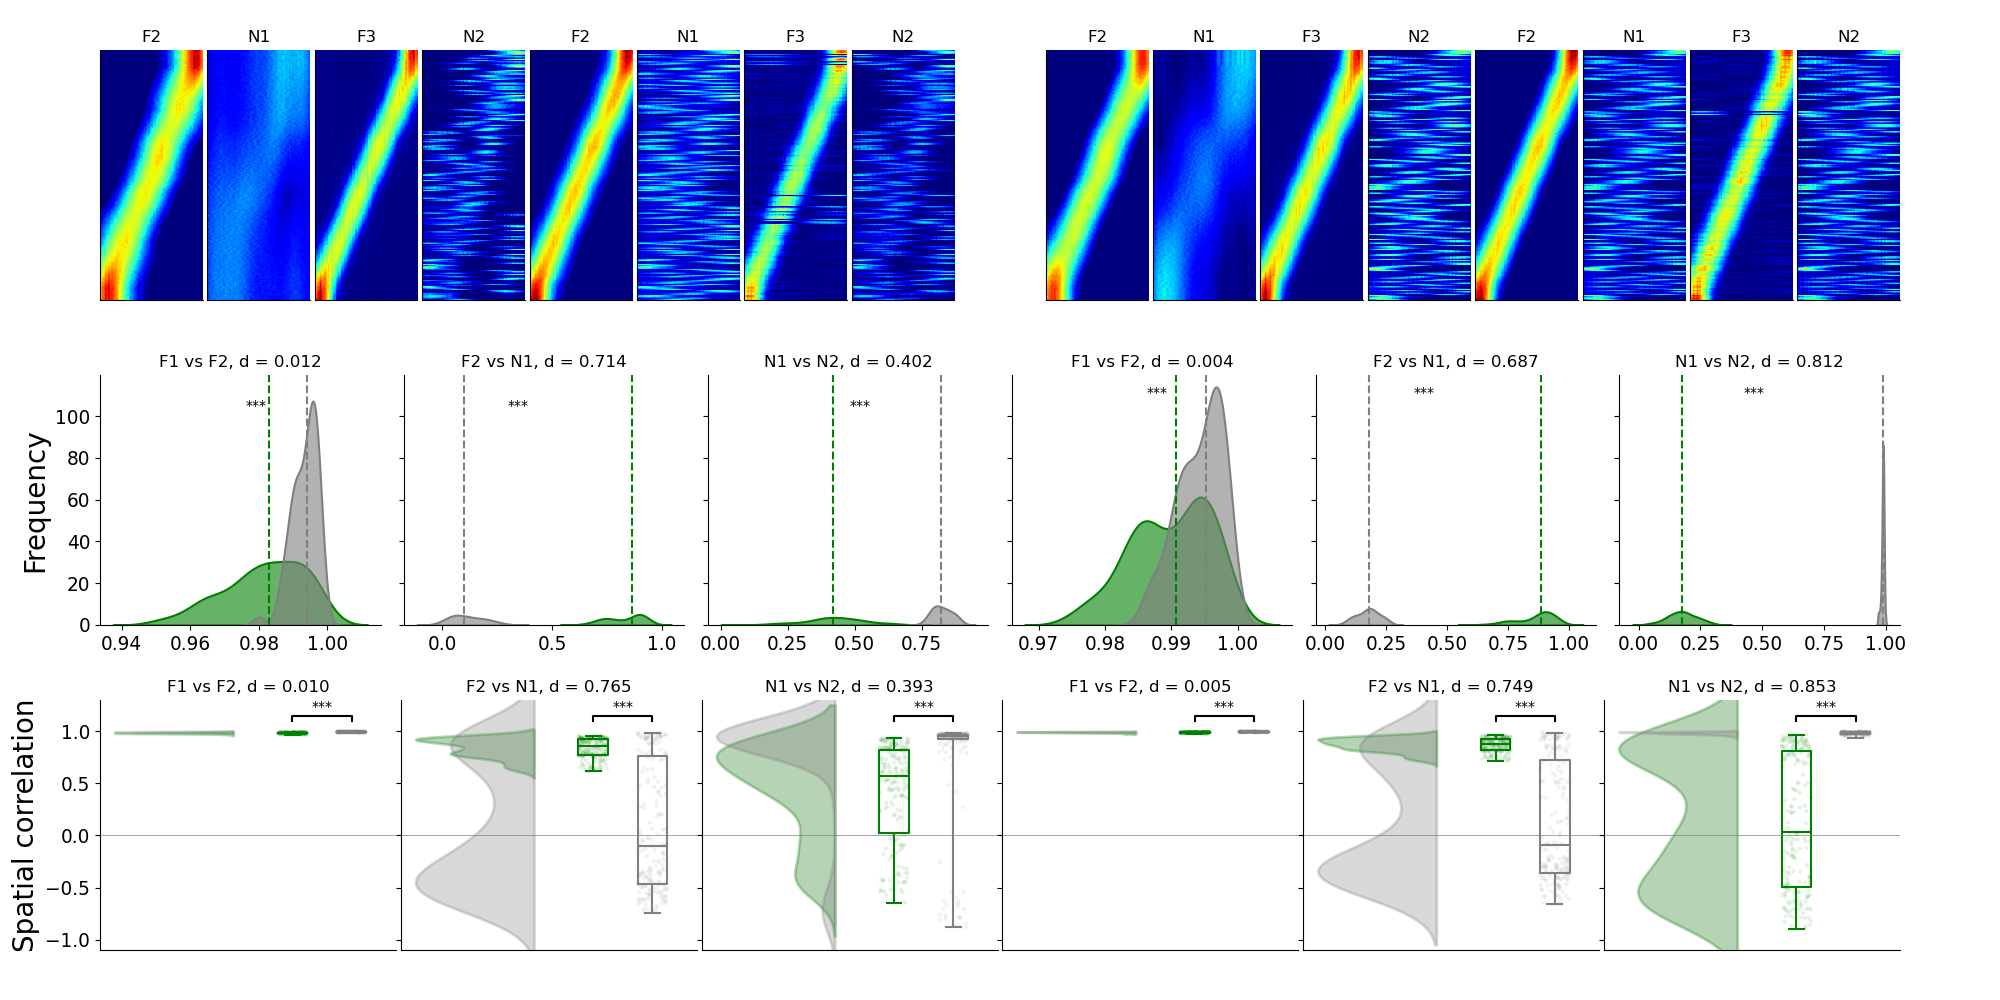 F2 N1 F3 N2 F2 N1 F3 N2 F2 N1 F3 N2 F2 N1 F3 N2
F1 vs F2, d = 0.012
F2 vs N1, d = 0.714
N1 vs N2, d = 0.402
F1 vs F2, d = 0.004
F2 vs N1, d = 0.687
N1 vs N2, d = 0.812
*** *** *** *** *** ***
Frequency
100
80
60
40
20
0
0.94 0.96 0.98 1.00
0.0 0.5 1.0
0.00 0.25 0.50 0.75
0.97 0.98 0.99 1.00
0.00 0.25 0.50 0.75 1.00
0.00 0.25 0.50 0.75 1.00
F1 vs F2, d = 0.010
F2 vs N1, d = 0.765
N1 vs N2, d = 0.393
F1 vs F2, d = 0.005
F2 vs N1, d = 0.749
N1 vs N2, d = 0.853
*** *** *** *** *** ***
Spatial correlation
1.0
0.5
0.0
−0.5
−1.0